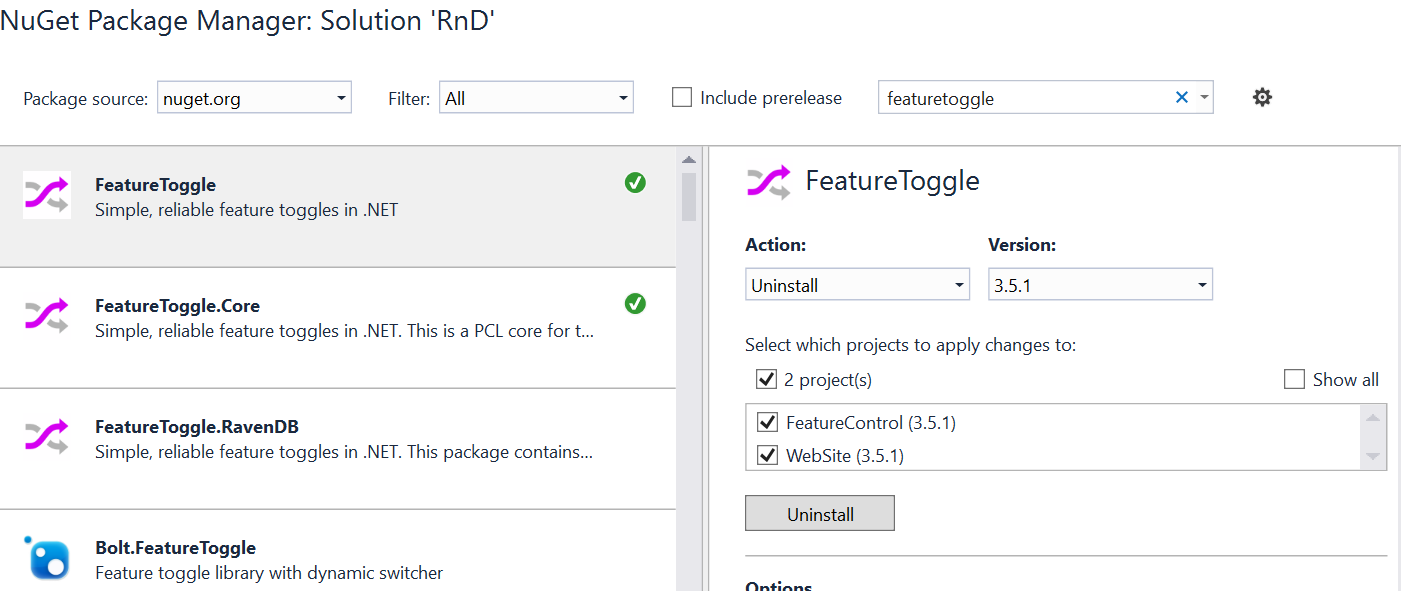 NuGet Package Manager: Solution 'RnD'
Package source: nuget.org Filter: All Include prerelease featuretoggle
FeatureToggle
Simple, reliable feature toggles in .NET
FeatureToggle.Core
Simple, reliable feature toggles in .NET. This is a PCL core for t...
FeatureToggle.RavenDB
Simple, reliable feature toggles in .NET. This package contains...
Bolt.FeatureToggle
Feature toggle library with dynamic switcher
FeatureToggle
Action: Version:
Uninstall 3.5.1
Select which projects to apply changes to:
2 project(s) Show all
FeatureControl (3.5.1)
WebSite (3.5.1)
Uninstall
Options